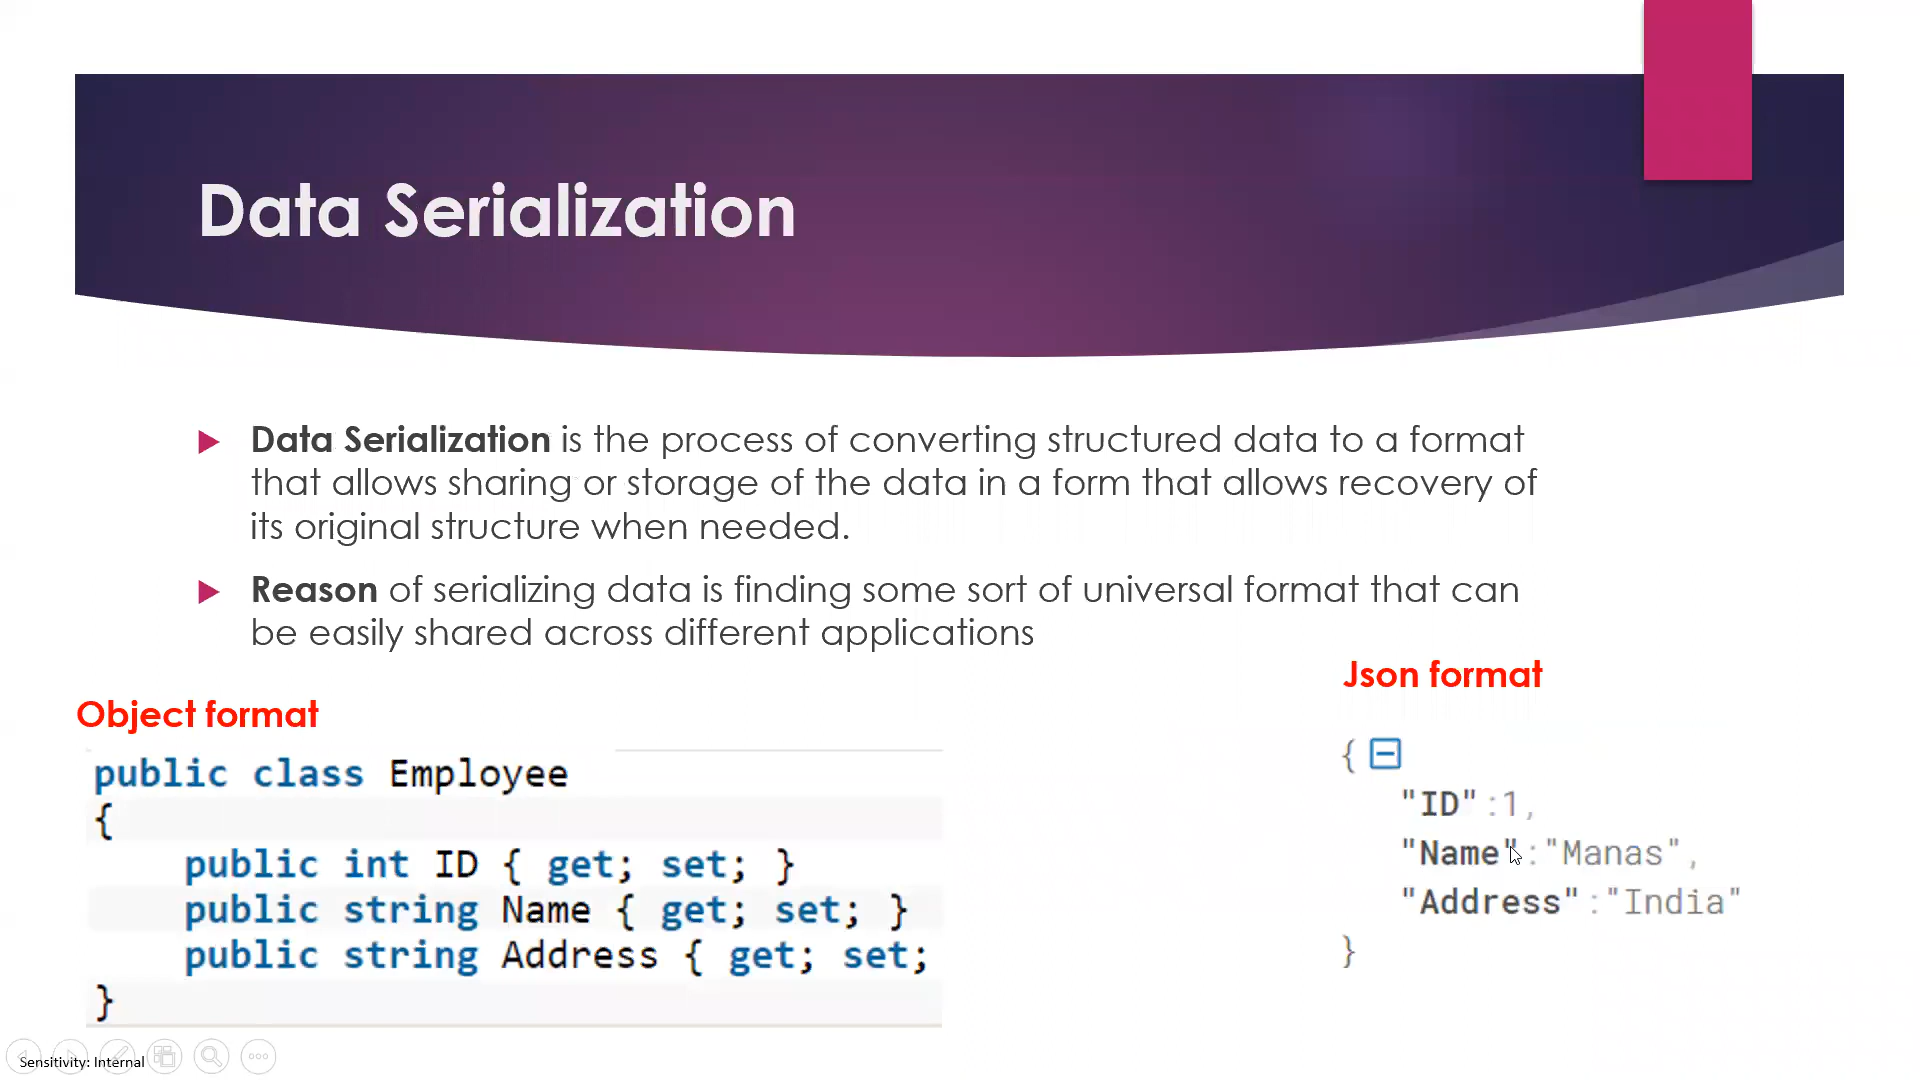 Data Serialization
Data Serialization is the process of converting structured data to a format
that allows sharing or storage of the data in a form that allows recovery of
its original structure when needed.
Reason of serializing data is finding some sort of universal format that can
be easily shared across different applications
Object format
public class Employee
{
public int ID { get; set; }
public string Name { get; set; }
public string Address { get; set;
}
Json format
{
"ID":1,
"Name":"Manas",
"Address":"India"
}
Sensitivity: Internal